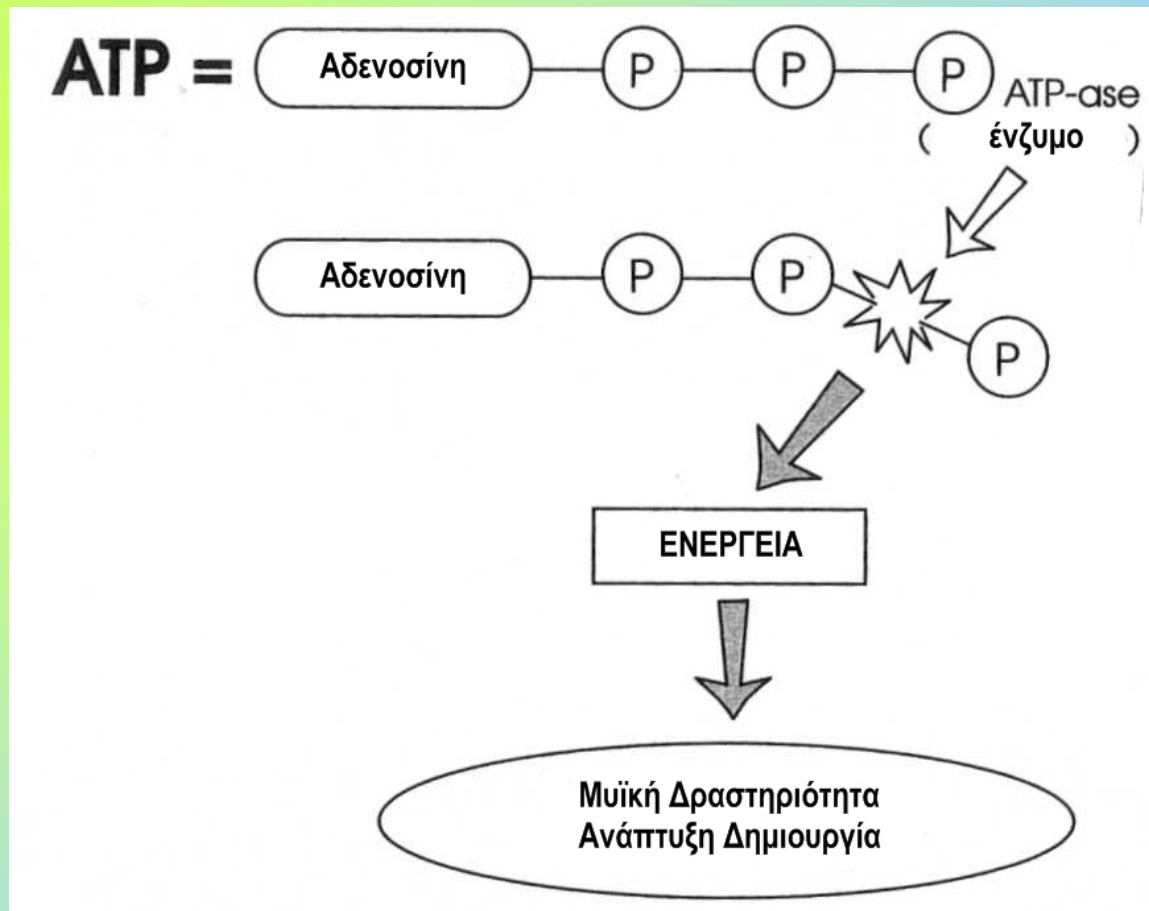 ATP = Αδενοσίνη P P P
ATP-ase
( ένζυμο )
Αδενοσίνη P P
P
ΕΝΕΡΓΕΙΑ
Μυϊκή Δραστηριότητα
Ανάπτυξη Δημιουργία